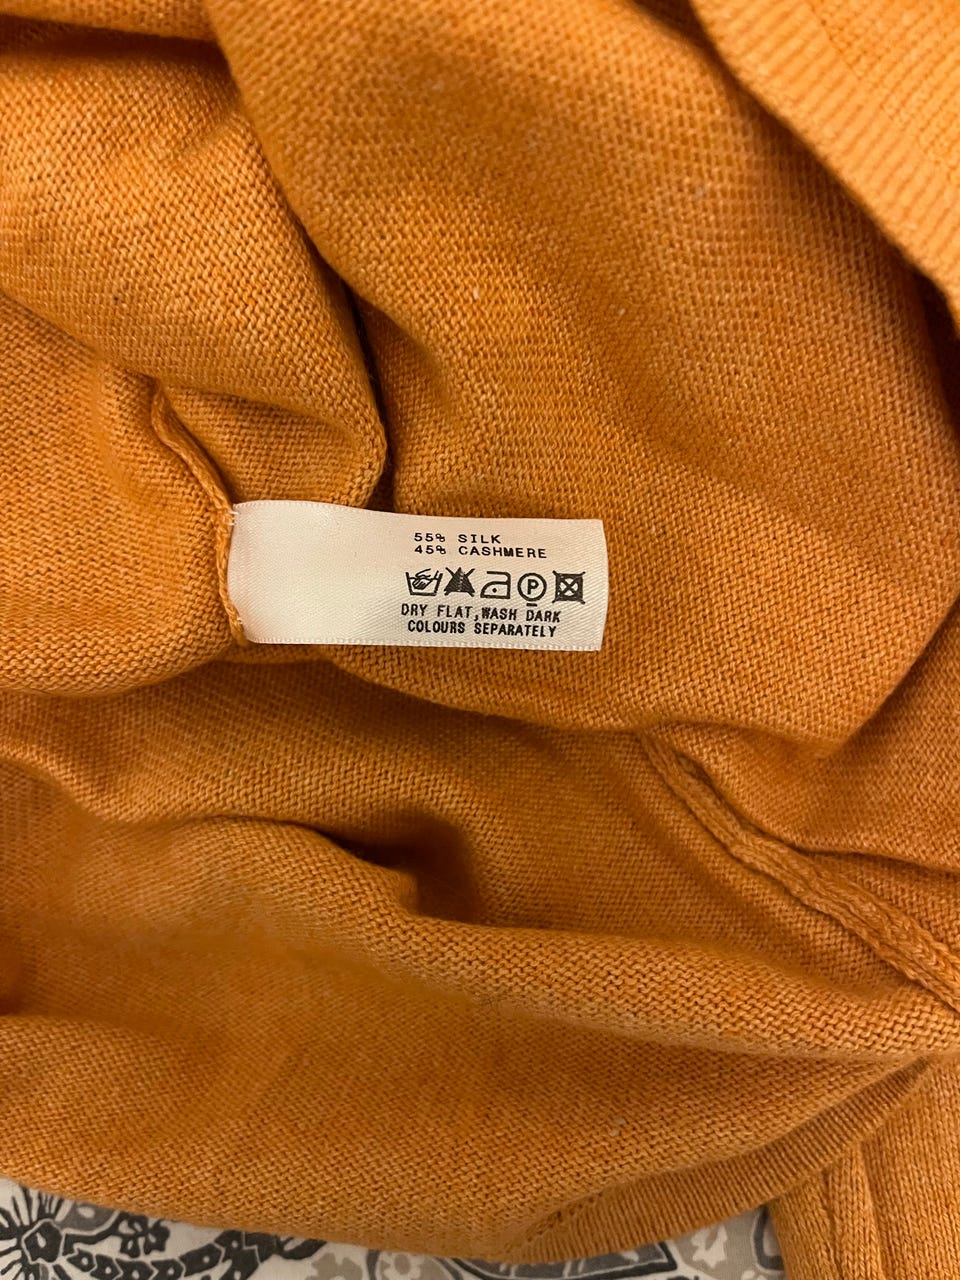 55% SILK
45% CASHMERE
P
DRY FLAT,WASH DARK
COLOURS SEPARATELY